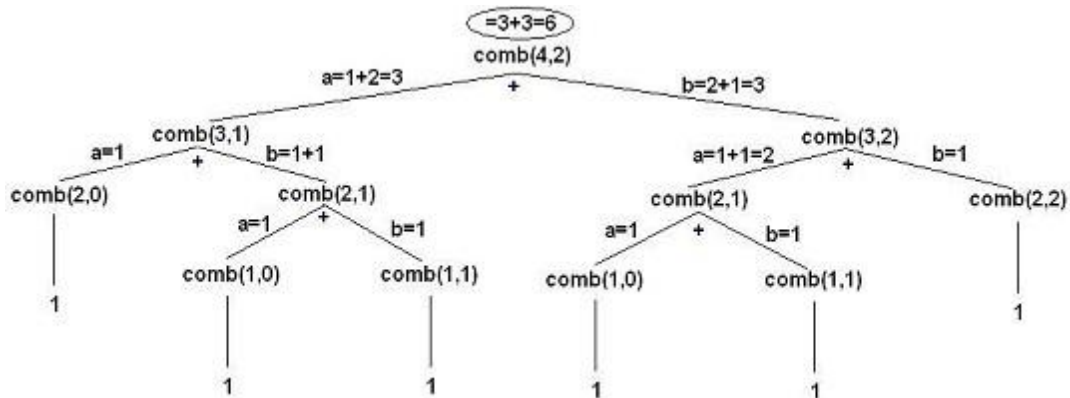 =3+3=6
comb(4,2)
a=1+2=3
+
b=2+1=3
comb(3,1)
comb(3,2)
a=1
+
b=1+1
a=1+1=2
+
b=1
comb(2,0)
comb(2,1)
comb(2,1)
comb(2,2)
a=1
+
b=1
a=1
+
b=1
comb(1,0)
comb(1,1)
comb(1,0)
comb(1,1)
1
1
1
1
1
1